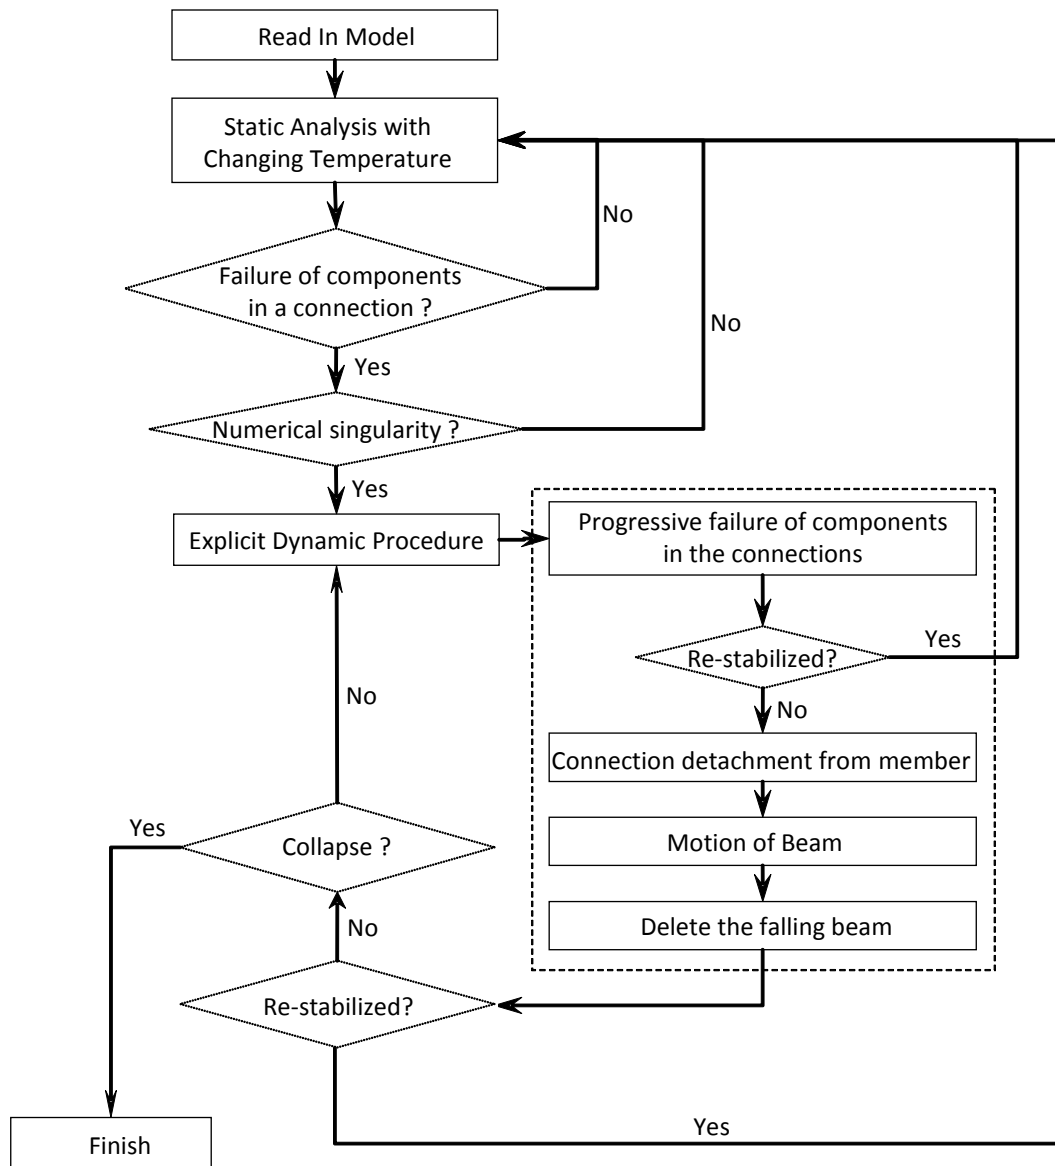 Read In Model
Static Analysis with
Changing Temperature
No
Failure of components
in a connection ?
No
Yes
Numerical singularity ?
Yes
Explicit Dynamic Procedure
Progressive failure of components
in the connections
Re-stabilized?
Yes
No
Connection detachment from member
Motion of Beam
Delete the falling beam
No
Collapse ?
Yes
No
Re-stabilized?
Yes
Finish